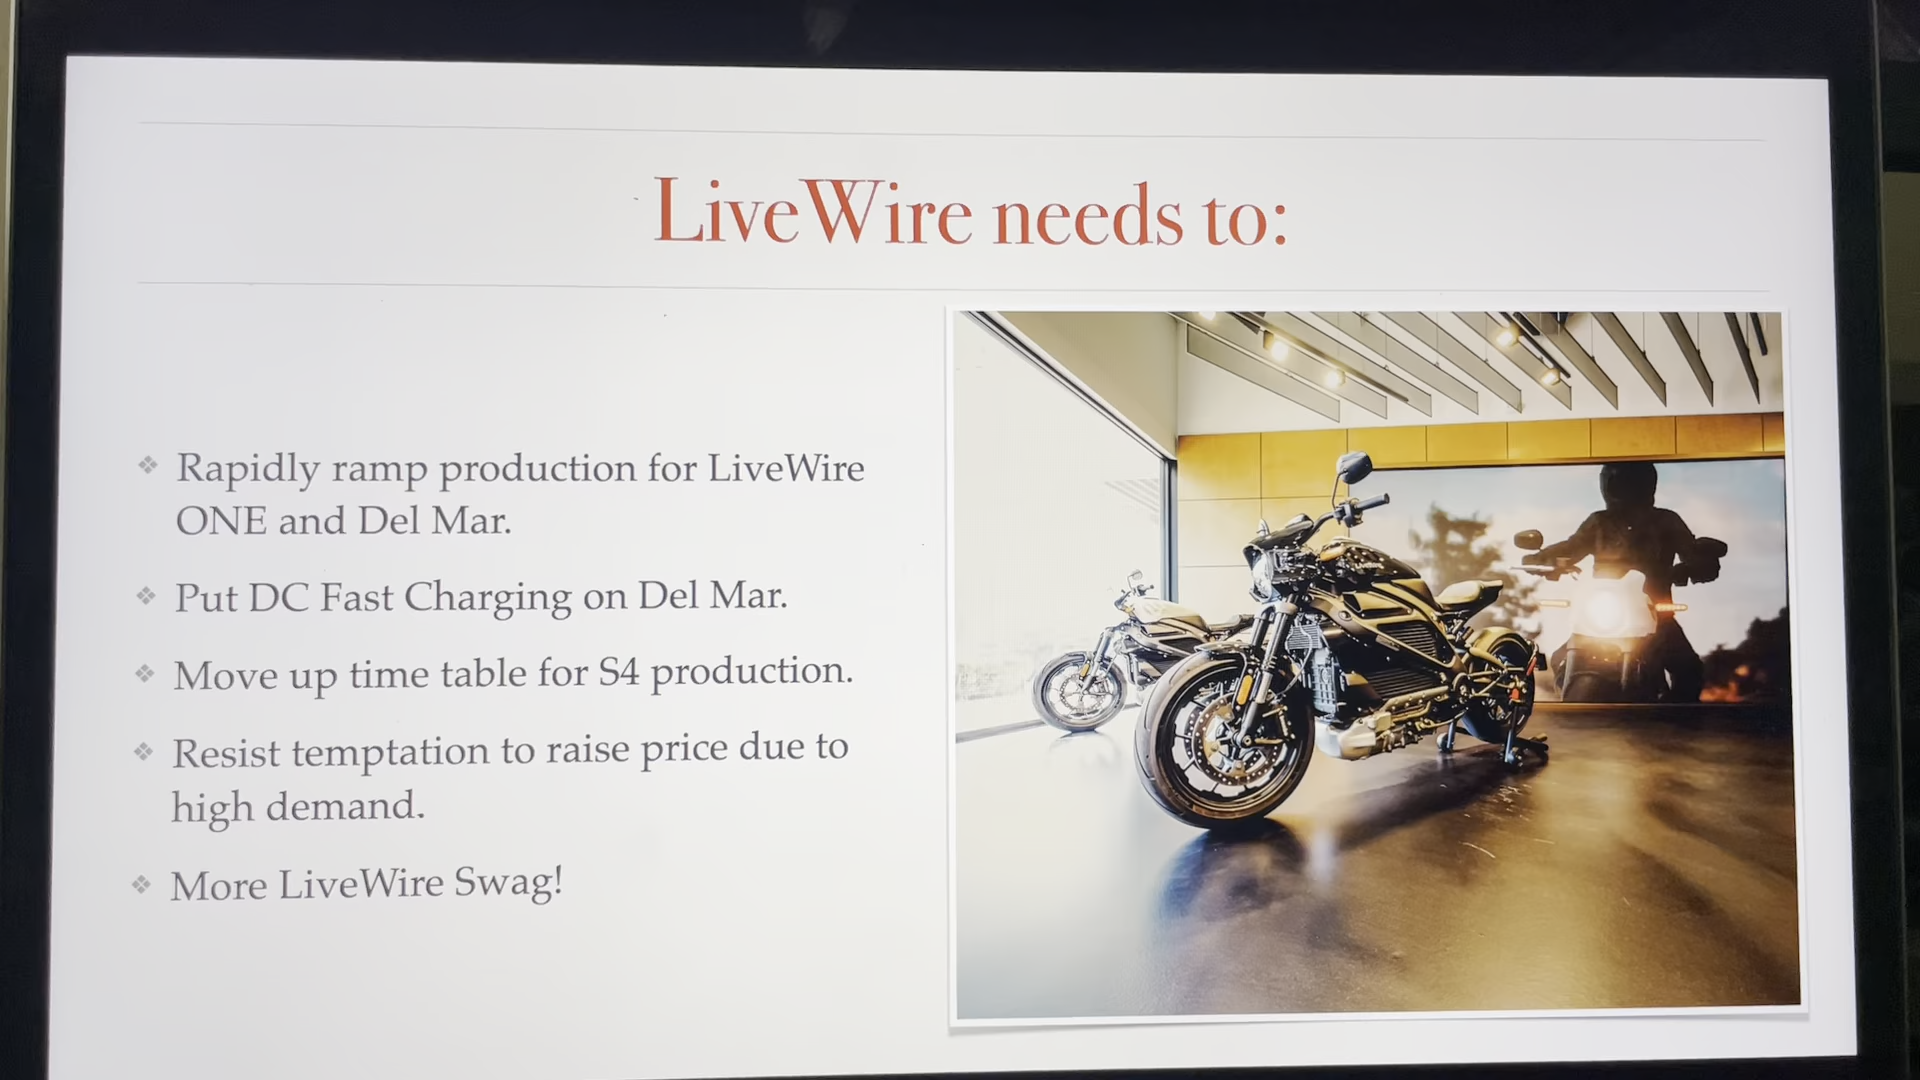 LiveWire needs to:
❖ Rapidly ramp production for LiveWire
ONE and Del Mar.
❖ Put DC Fast Charging on Del Mar.
❖ Move up time table for S4 production.
❖ Resist temptation to raise price due to
high demand.
❖ More LiveWire Swag!